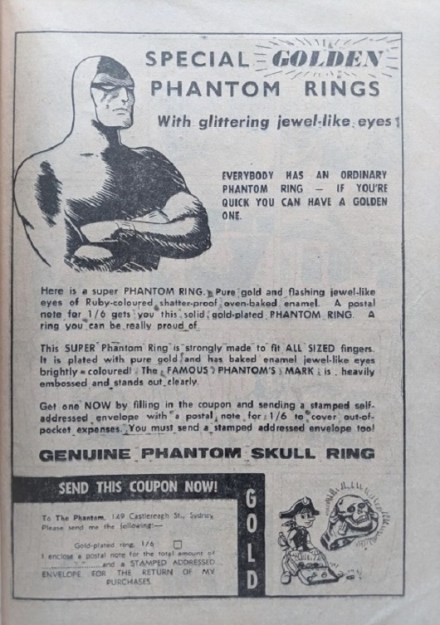 SPECIAL GOLDEN
PHANTOM RINGS
With glittering jewel-like eyes!
EVERYBODY HAS AN ORDINARY
PHANTOM RING — IF YOU'RE
QUICK YOU CAN HAVE A GOLDEN
ONE.
Here is a super PHANTOM RING. Pure gold and flashing jewel-like
eyes of Ruby-coloured shatter-proof oven-baked enamel. A postal
note for 1/6 gets you this solid gold-plated PHANTOM RING. A
ring you can be really proud of.
This SUPER Phantom Ring is strongly made to fit ALL SIZED fingers.
It is plated with pure gold and has baked enamel jewel-like eyes
brightly coloured! The FAMOUS PHANTOM'S MARK is heavily
embossed and stands out clearly.
Get one NOW by filling in the coupon and sending a stamped self-
addressed envelope with a postal note for 1/6 to cover out-of-
pocket expenses. You must send a stamped addressed envelope too!
GENUINE PHANTOM SKULL RING
SEND THIS COUPON NOW!
To The Phantom, 149 Castlereagh St., Sydney.
Please send me the following:—
Gold-plated ring, 1/6
I enclose a postal note for the total amount of
and a STAMPED ADDRESSED
ENVELOPE FOR THE RETURN OF MY
PURCHASES.
GOLD